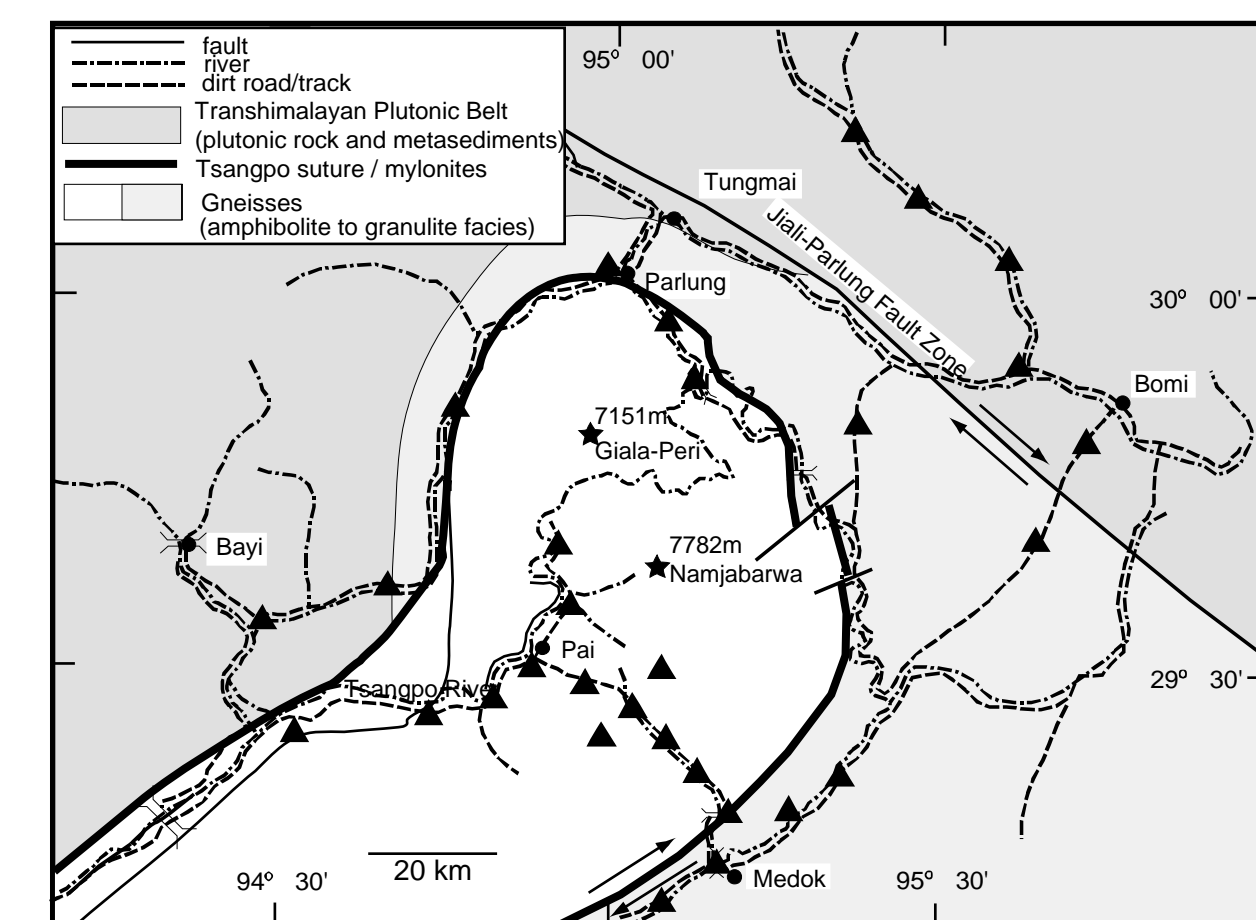 fault
river
dirt road/track
Transhimalayan Plutonic Belt
(plutonic rock and metasediments)
Tsangpo suture / mylonites
Gneisses
(amphibolite to granulite facies)
95º 00'
Tungmai
Jiali-Parlung Fault Zone
Parlung
30º 00'
Bomi
7151m
Giala-Peri
Bayi
7782m
Namjabarwa
Pai
Tsangpo River
29º 30'
20 km
94º 30'
Medok
95º 30'